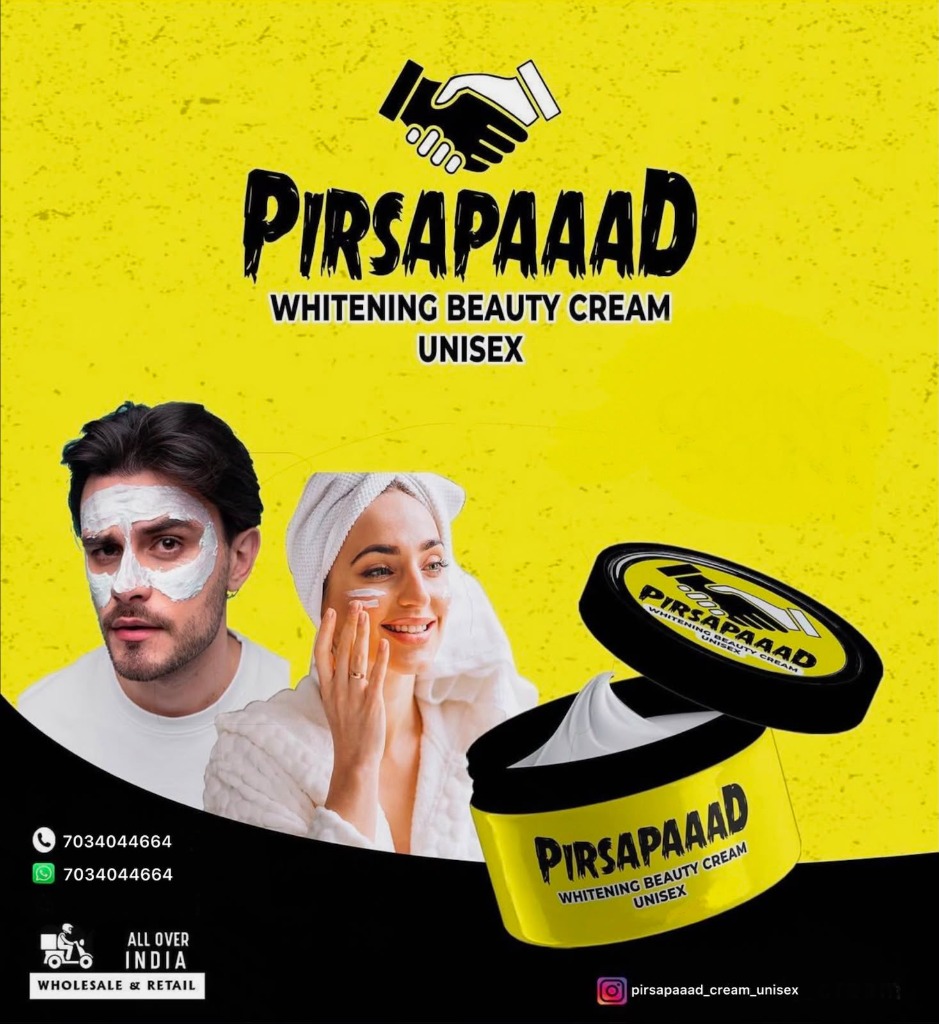 PIRSAPAAAD
WHITENING BEAUTY CREAM
UNISEX
PIRSAPAAAD
WHITENING BEAUTY CREAM
UNISEX
PIRSAPAAAD
WHITENING BEAUTY CREAM
UNISEX
7034044664
7034044664
ALL OVER
INDIA
WHOLESALE & RETAIL
pirsapaaad_cream_unisex